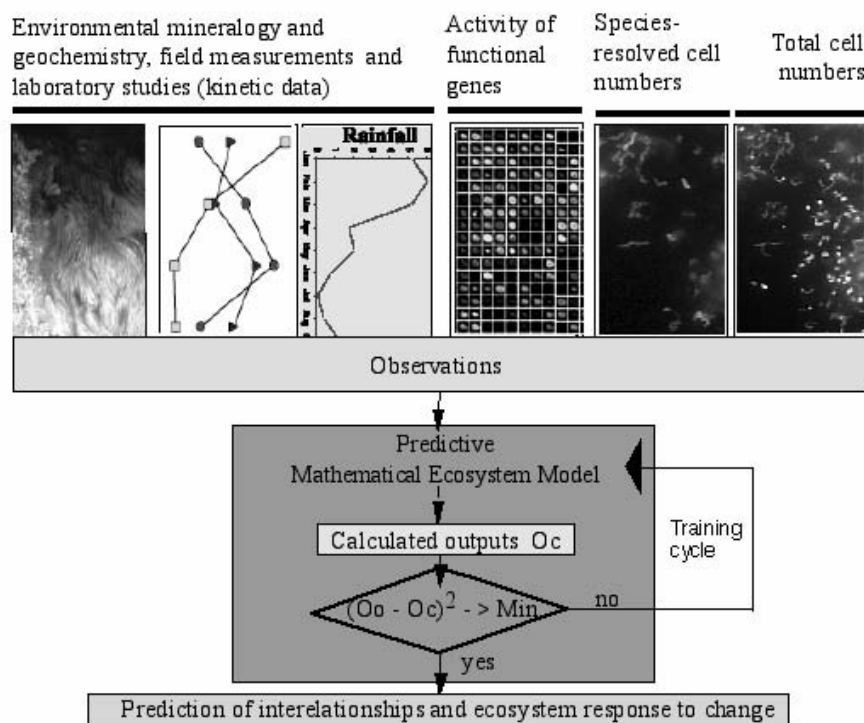 Environmental mineralogy and
geochemistry, field measurements and
laboratory studies (kinetic data)
Activity of
functional
genes
Species-
resolved cell
numbers
Total cell
numbers
Rainfall
Observations
Predictive
Mathematical Ecosystem Model
Calculated outputs Oc
(Oo - Oc)2 - > Min
no
Training
cycle
yes
Prediction of interelationships and ecosystem response to change